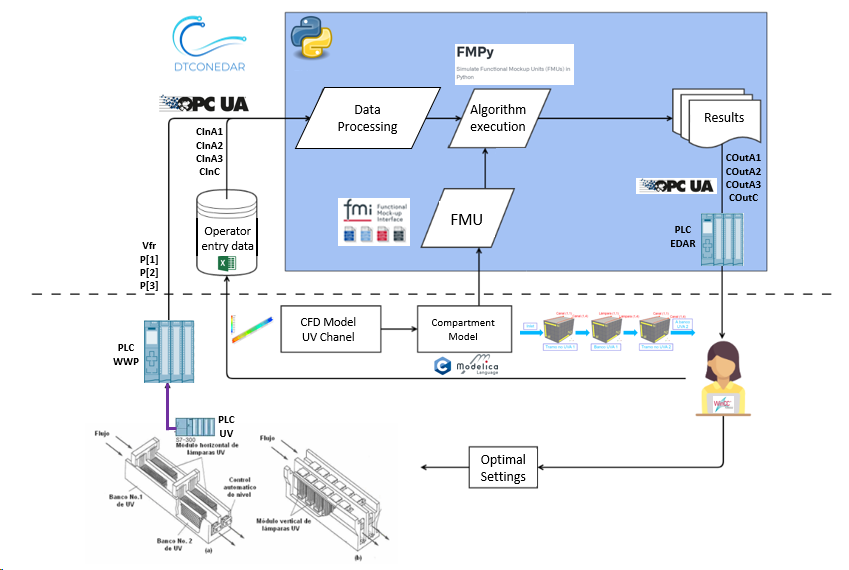 DTCONEDAR
FMPy
Simulate Functional Mockup Units (FMUs) in
Python
OPC UA
Data
Processing
Algorithm
execution
Results
CInA1
CInA2
CInA3
CInC
COutA1
COutA2
COutA3
COutC
OPC UA
fmi
Functional
Mock-up
Interface
FMU
Operator
entry data
PLC
EDAR
Vfr
P[1]
P[2]
P[3]
CFD Model
UV Chanel
Compartment
Model
PLC
WWP
Modelica
Language
PLC
UV
S7-300
WinCC
Optimal
Settings
Flujo
Módulo horizontal de
lámparas UV
Control
automatico
do nivel
Banco No.1
de UV
Banco No. 2
de UV
(a)
Flujo
Módulo vertical de
lámparas UV
(b)